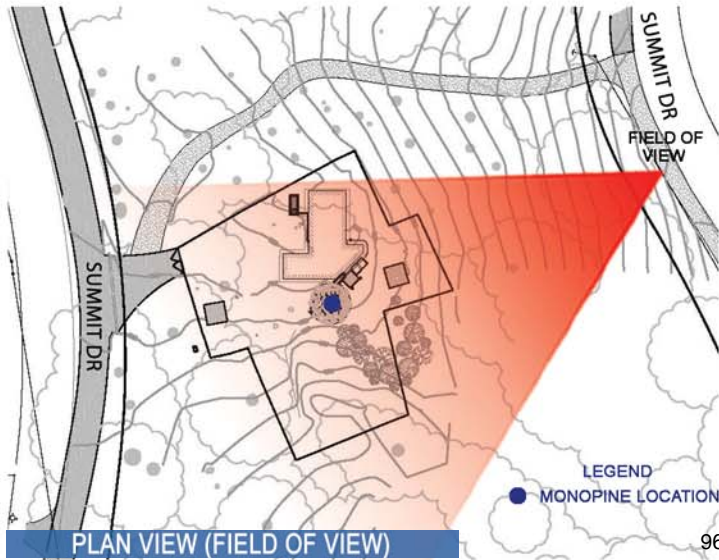 SUMMIT DR
FIELD OF
VIEW
SUMMIT DR
LEGEND
MONOPINE LOCATION
PLAN VIEW (FIELD OF VIEW)
96